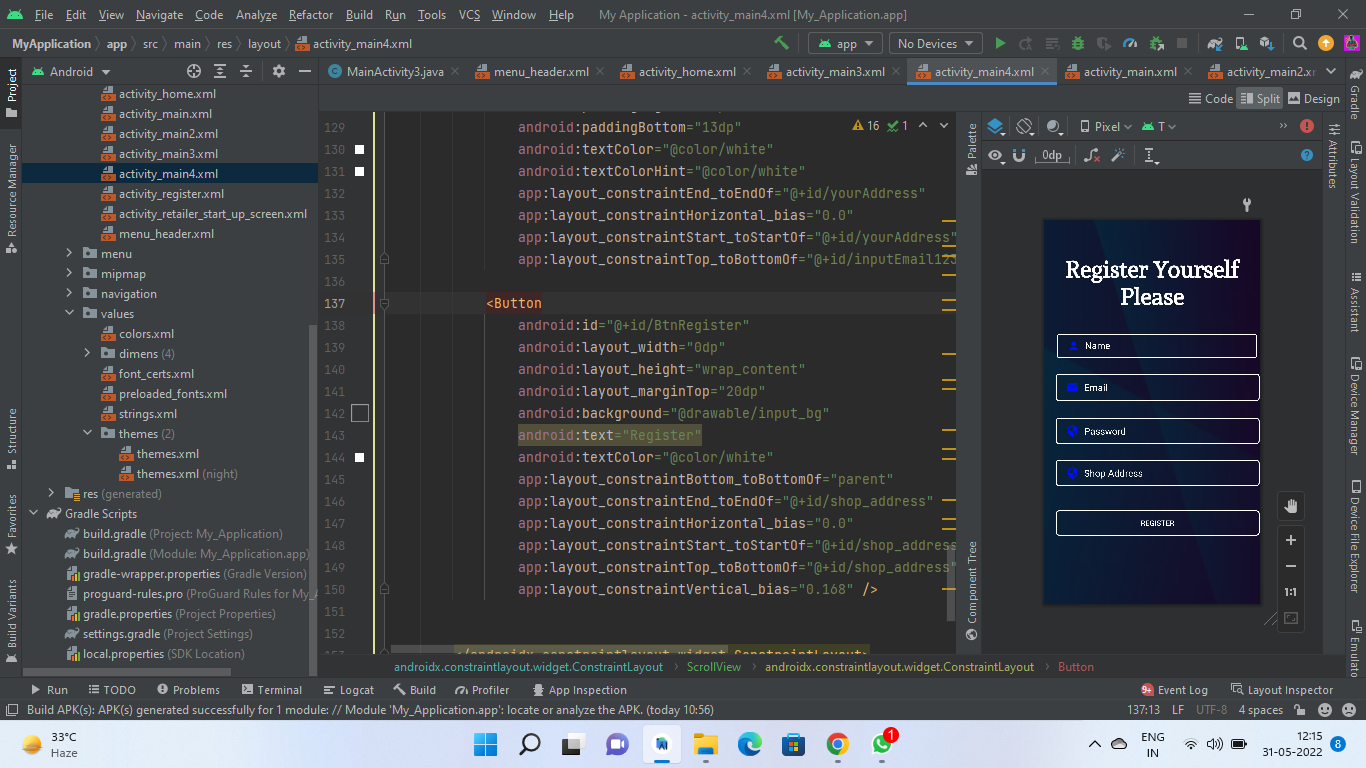 File Edit View Navigate Code Analyze Refactor Build Run Tools VCS Window Help My Application - activity_main4.xml [My_Application.app]
MyApplication app src main res layout activity_main4.xml app No Devices
Android MainActivity3.java menu_header.xml activity_home.xml activity_main3.xml activity_main4.xml activity_main.xml activity_main2.x
Code Split Design
Project
Resource Manager
Structure
Favorites
Build Variants
activity_home.xml
activity_main.xml
activity_main2.xml
activity_main3.xml
activity_main4.xml
activity_register.xml
activity_retailer_start_up_screen.xml
menu_header.xml
menu
mipmap
navigation
values
colors.xml
dimens (4)
font_certs.xml
preloaded_fonts.xml
strings.xml
themes (2)
themes.xml
themes.xml (night)
res (generated)
Gradle Scripts
build.gradle (Project: My_Application)
build.gradle (Module: My_Application.app)
gradle-wrapper.properties (Gradle Version)
proguard-rules.pro (ProGuard Rules for My_A
gradle.properties (Project Properties)
settings.gradle (Project Settings)
local.properties (SDK Location)
16 1
129 android:paddingBottom="13dp"
130 android:textColor="@color/white"
131 android:textColorHint="@color/white"
132 app:layout_constraintEnd_toEndOf="@+id/yourAddress"
133 app:layout_constraintHorizontal_bias="0.0"
134 app:layout_constraintStart_toStartOf="@+id/yourAddress"
135 app:layout_constraintTop_toBottomOf="@+id/inputEmail123
136
137 <Button
138 android:id="@+id/BtnRegister"
139 android:layout_width="0dp"
140 android:layout_height="wrap_content"
141 android:layout_marginTop="20dp"
142 android:background="@drawable/input_bg"
143 android:text="Register"
144 android:textColor="@color/white"
145 app:layout_constraintBottom_toBottomOf="parent"
146 app:layout_constraintEnd_toEndOf="@+id/shop_address"
147 app:layout_constraintHorizontal_bias="0.0"
148 app:layout_constraintStart_toStartOf="@+id/shop_address
149 app:layout_constraintTop_toBottomOf="@+id/shop_address"
150 app:layout_constraintVertical_bias="0.168" />
151
152
153 </androidx.constraintlayout.widget.ConstraintLayout>
androidx.constraintlayout.widget.ConstraintLayout ScrollView androidx.constraintlayout.widget.ConstraintLayout Button
Palette
Component Tree
Pixel T
0dp
Register Yourself
Please
Name
Email
Password
Shop Address
REGISTER
1:1
Attributes
Gradle
Layout Validation
Assistant
Device Manager
Device File Explorer
Emulato
Run TODO Problems Terminal Logcat Build Profiler App Inspection 9+ Event Log Layout Inspector
Build APK(s): APK(s) generated successfully for 1 module: // Module 'My_Application.app': locate or analyze the APK. (today 10:56) 137:13 LF UTF-8 4 spaces
33°C
Haze
1
ENG
IN
12:15
31-05-2022
8